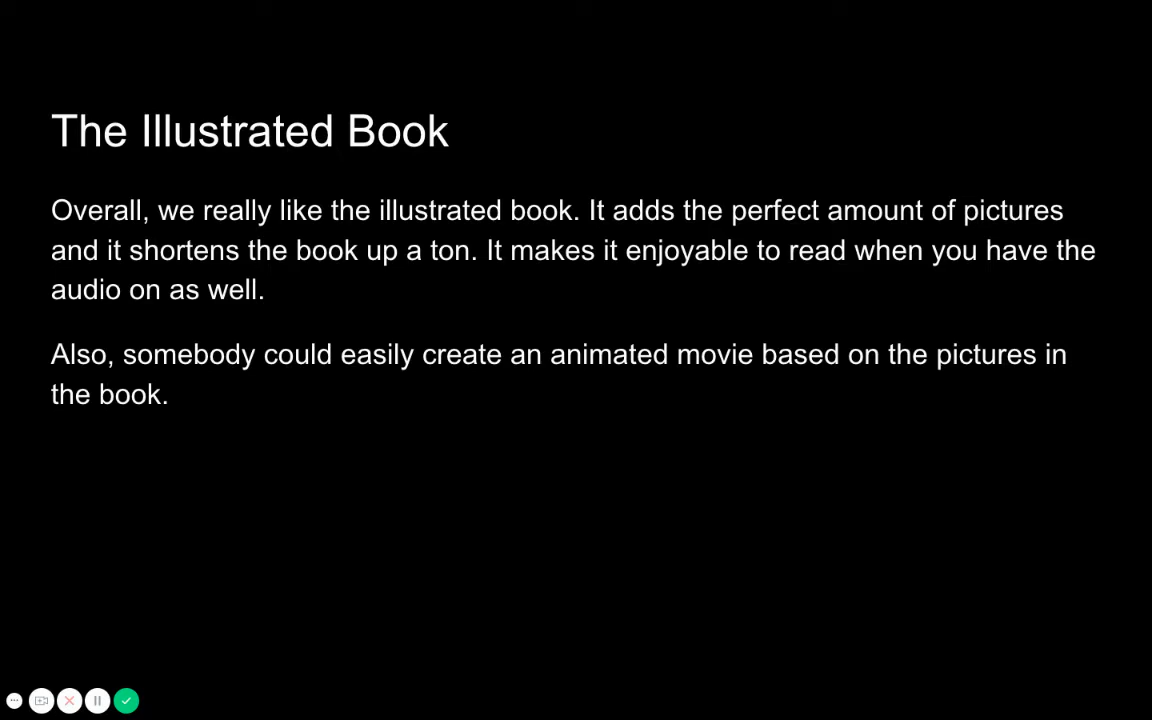 The Illustrated Book
Overall, we really like the illustrated book. It adds the perfect amount of pictures
and it shortens the book up a ton. It makes it enjoyable to read when you have the
audio on as well.
Also, somebody could easily create an animated movie based on the pictures in
the book.